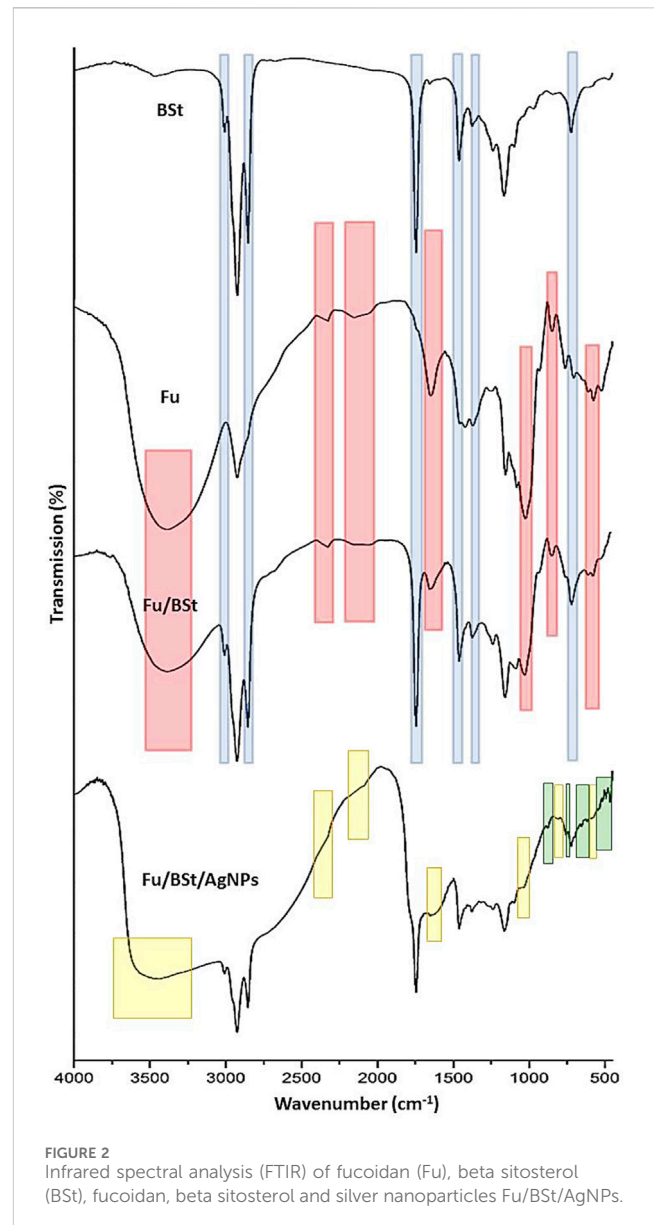 BSt
Fu
Fu/BSt
Fu/BSt/AgNPs
Transmission (%)
4000 3500 3000 2500 2000 1500 1000 500
Wavenumber (cm⁻¹)
FIGURE 2
Infrared spectral analysis (FTIR) of fucoidan (Fu), beta sitosterol
(BSt), fucoidan, beta sitosterol and silver nanoparticles Fu/BSt/AgNPs.